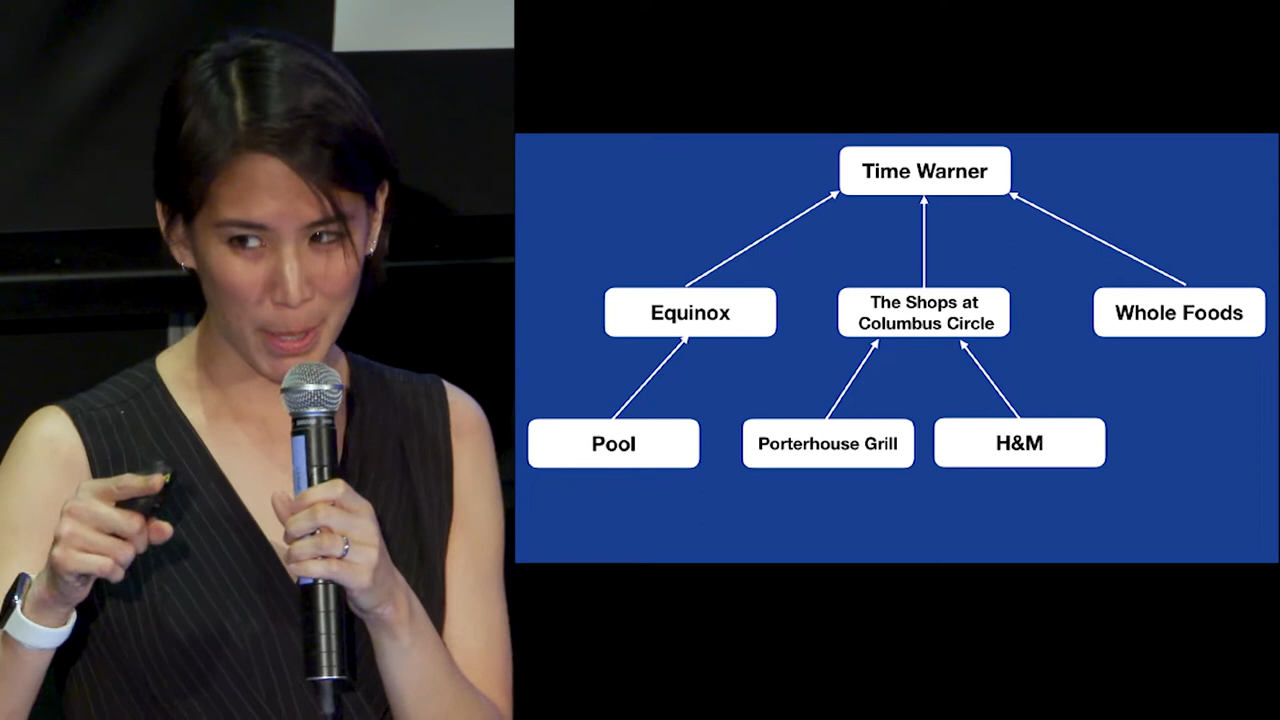 Time Warner
Equinox
The Shops at
Columbus Circle
Whole Foods
Pool
Porterhouse Grill
H&M